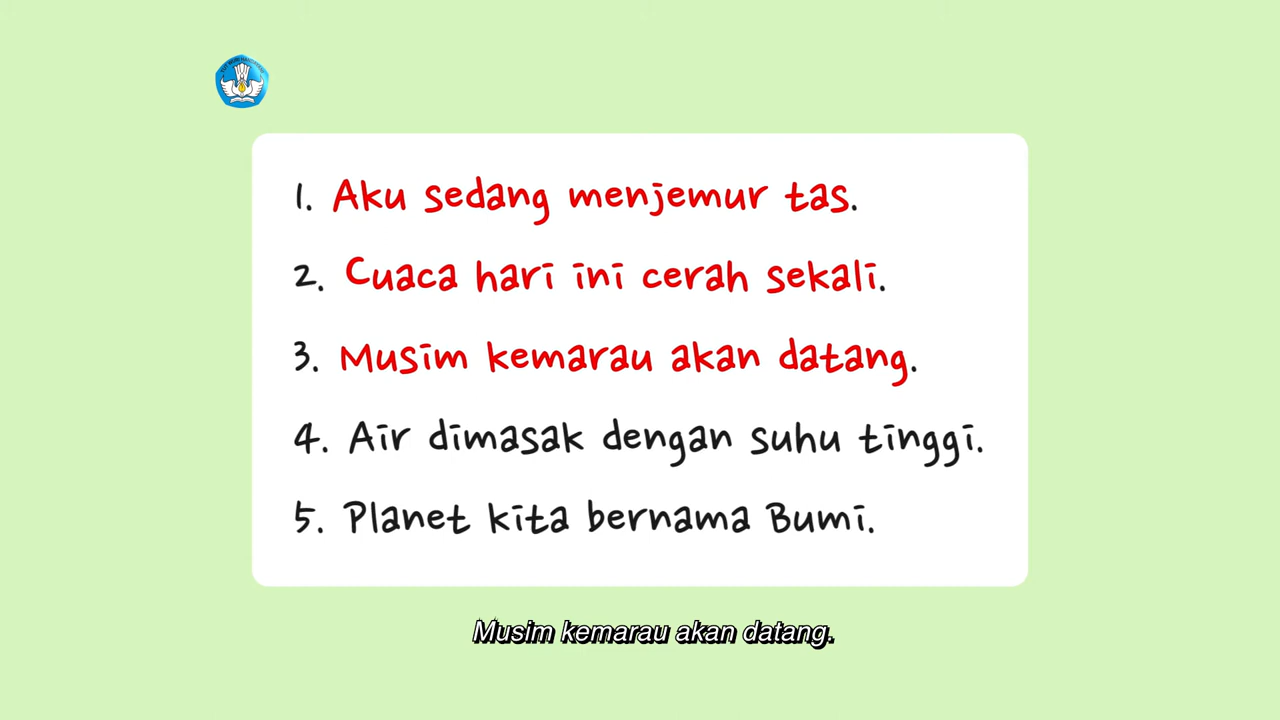 1. Aku sedang menjemur tas.
2. Cuaca hari ini cerah sekali.
3. Musim kemarau akan datang.
4. Air dimasak dengan suhu tinggi.
5. Planet kita bernama Bumi.
Musim kemarau akan datang.